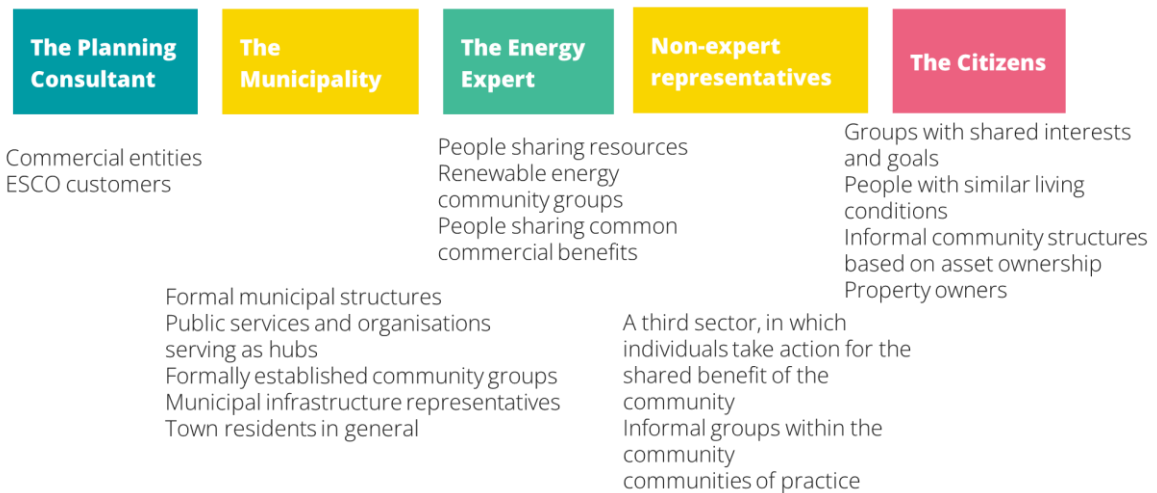 The Planning
Consultant
The
Municipality
The Energy
Expert
Non-expert
representatives
The Citizens
Commercial entities
ESCO customers
People sharing resources
Renewable energy
community groups
People sharing common
commercial benefits
Groups with shared interests
and goals
People with similar living
conditions
Informal community structures
based on asset ownership
Property owners
Formal municipal structures
Public services and organisations
serving as hubs
Formally established community groups
Municipal infrastructure representatives
Town residents in general
A third sector, in which
individuals take action for the
shared benefit of the
community
Informal groups within the
community
communities of practice